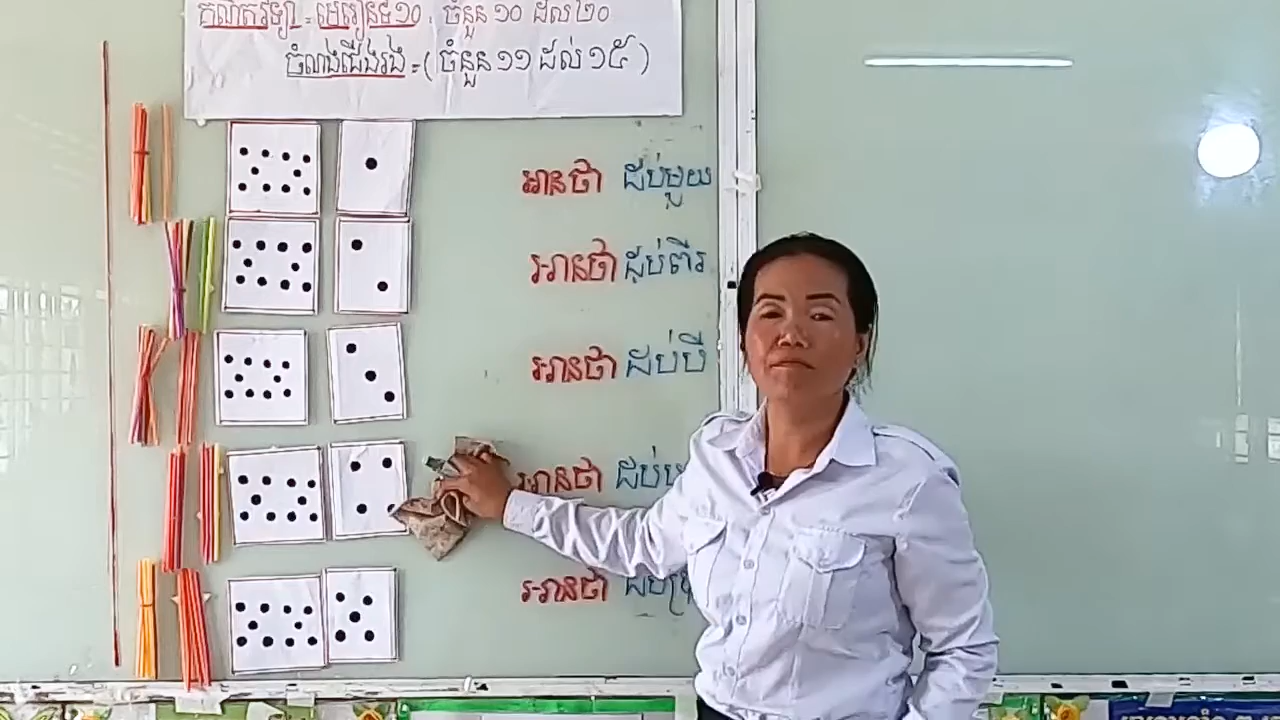 គណិតវិទ្យា = មេរៀនទី១០ : ចំនួន ១០ ដល់ ២០
ចំណងជើងរង = ( ចំនួន ១១ ដល់ ១៥ )
អានថា ដប់មួយ
អានថា ដប់ពីរ
អានថា ដប់បី
អានថា
អានថា